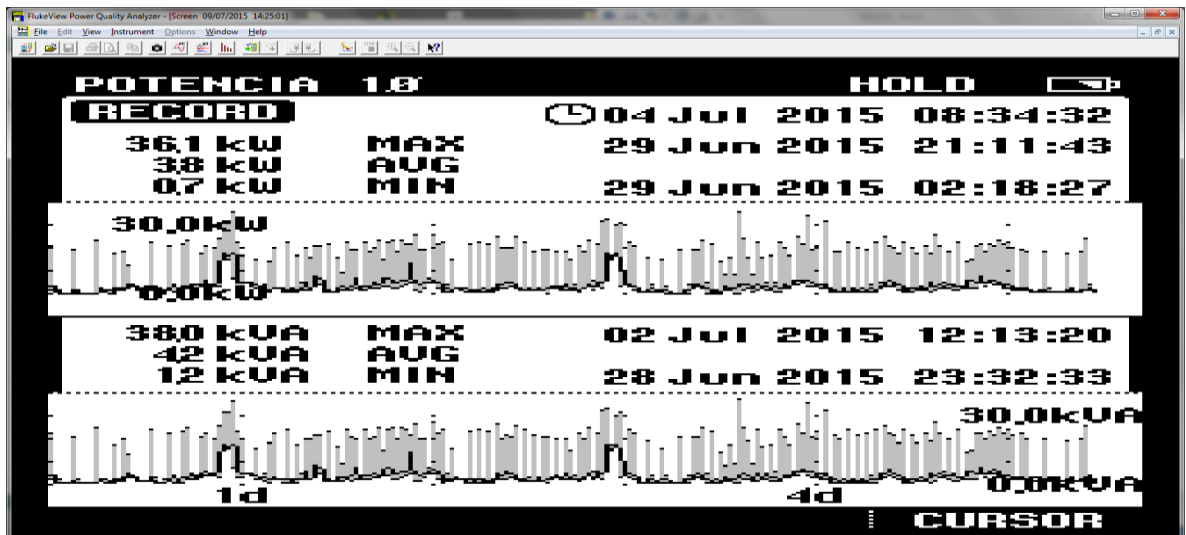 FlukeView Power Quality Analyzer - [Screen 09/07/2015 14:25:01]
File Edit View Instrument Options Window Help
POTENCIA 1.0 HOLD
RECORD 04 Jul 2015 08:34:32
36,1 kW MAX 29 Jun 2015 21:11:43
3,8 kW AVG
0,7 kW MIN 29 Jun 2015 02:18:27
30,0kW
0,0kW
38,0 kVA MAX 02 Jul 2015 12:13:20
4,2 kVA AVG
1,2 kVA MIN 28 Jun 2015 23:32:33
30,0kVA
0,0kVA
1d 4d
CURSOR